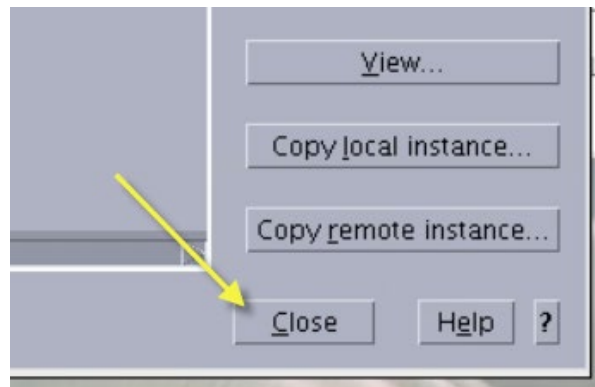 View...
Copy local instance...
Copy remote instance...
Close Help ?